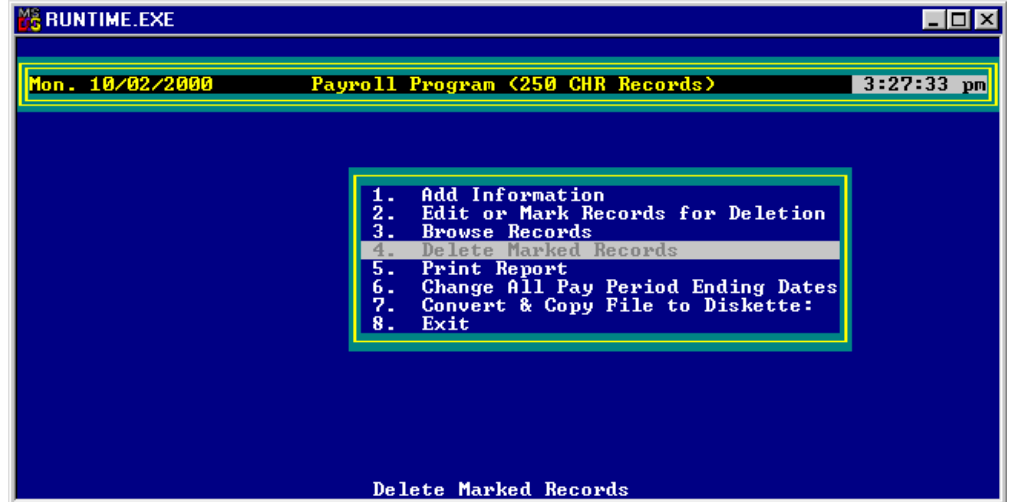 MS DOS RUNTIME.EXE
Mon. 10/02/2000 Payroll Program (250 CHR Records) 3:27:33 pm
1. Add Information
2. Edit or Mark Records for Deletion
3. Browse Records
4. Delete Marked Records
5. Print Report
6. Change All Pay Period Ending Dates
7. Convert & Copy File to Diskette:
8. Exit
Delete Marked Records